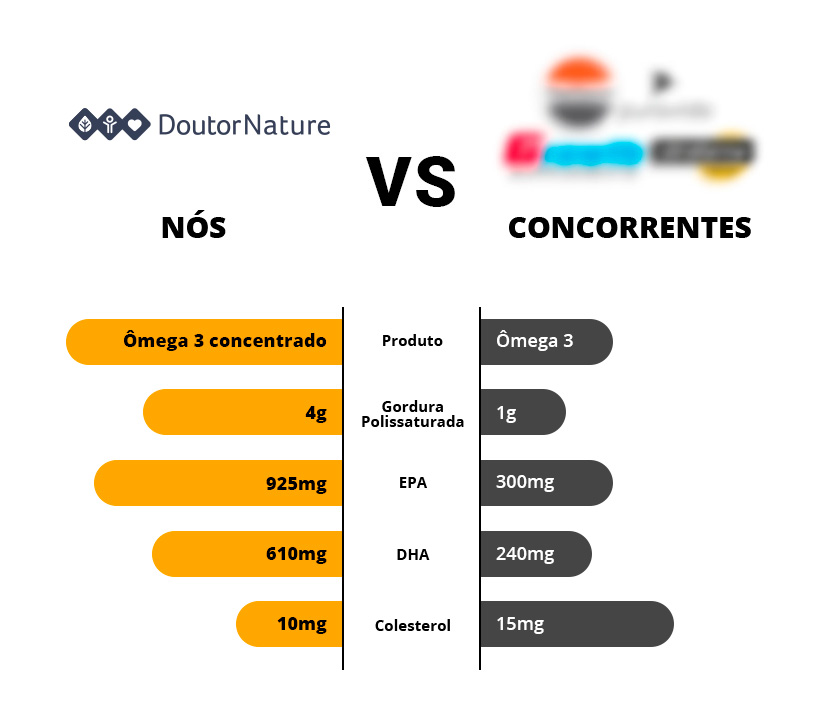 DoutorNature
VS
NÓS
CONCORRENTES
Ômega 3 concentrado
Produto
Ômega 3
4g
Gordura
Polissaturada
1g
925mg
EPA
300mg
610mg
DHA
240mg
10mg
Colesterol
15mg